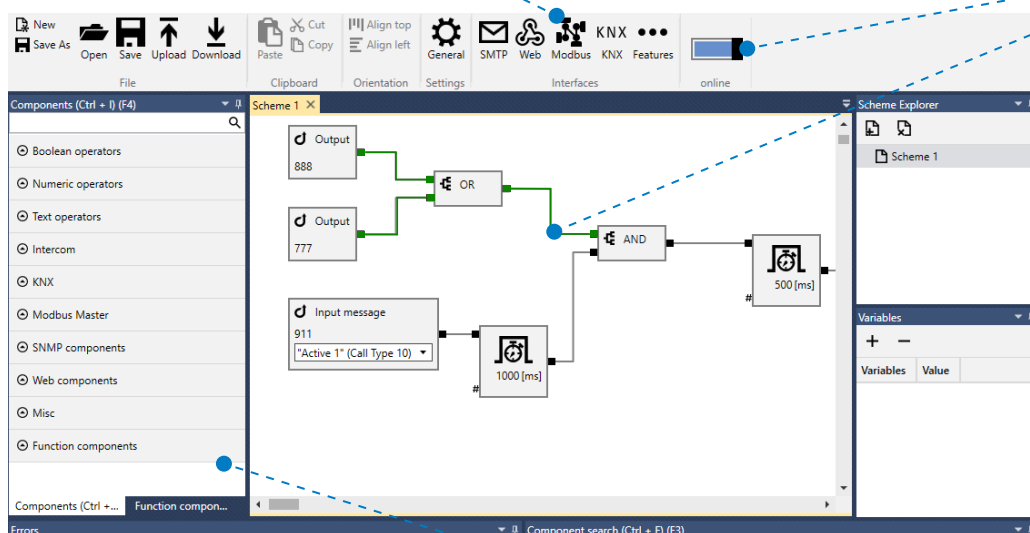 New
Save As
Open Save Upload Download
File
Paste
Cut
Copy
Clipboard
Align top
Align left
Orientation
General
Settings
SMTP Web Modbus KNX KNX Features
Interfaces
online
Components (Ctrl + I) (F4)
Boolean operators
Numeric operators
Text operators
Intercom
KNX
Modbus Master
SNMP components
Web components
Misc
Function components
Components (Ctrl +... Function compon...
Scheme 1
Output
888
Output
777
OR
AND
500 [ms]
#
Input message
911
"Active 1" (Call Type 10)
1000 [ms]
#
Scheme Explorer
Scheme 1
Variables
Variables Value
Errors
Component search (Ctrl + F) (F3)